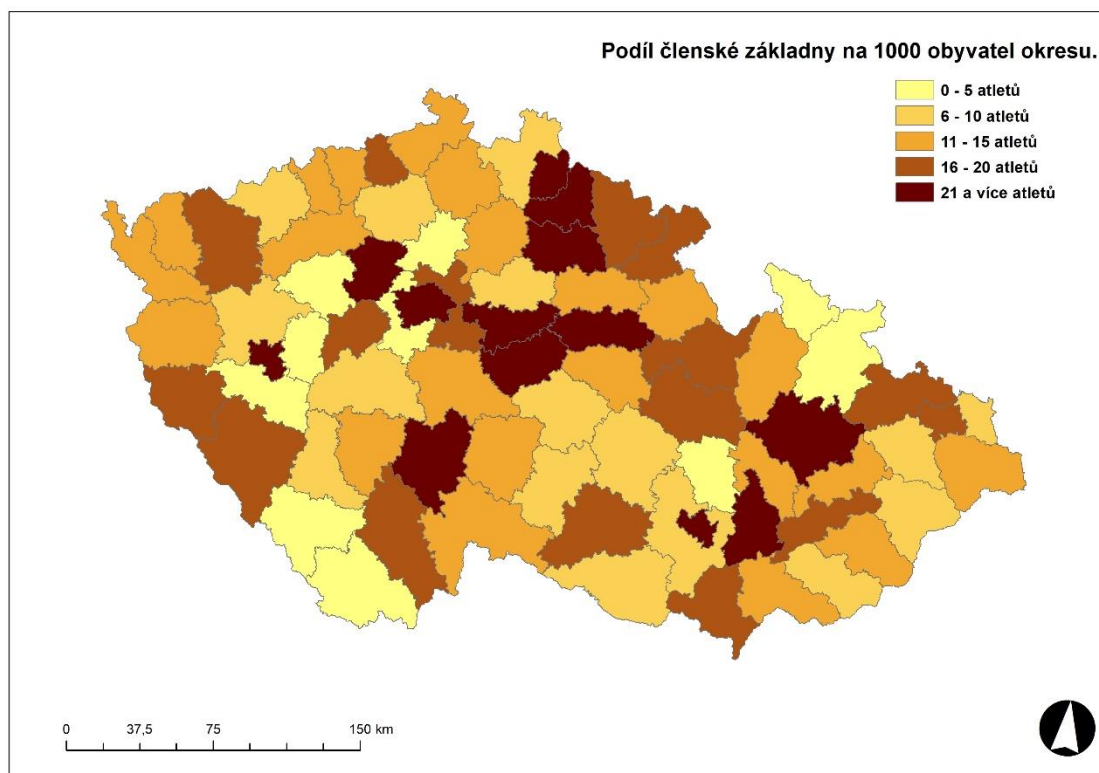 Podíl členské základny na 1000 obyvatel okresu.
0 - 5 atletů
6 - 10 atletů
11 - 15 atletů
16 - 20 atletů
21 a více atletů
0 37,5 75 150 km